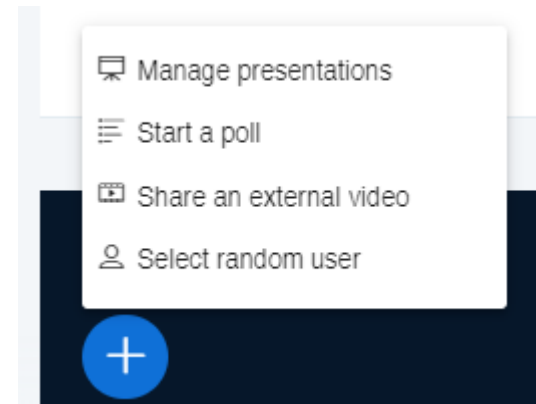 Manage presentations
Start a poll
Share an external video
Select random user